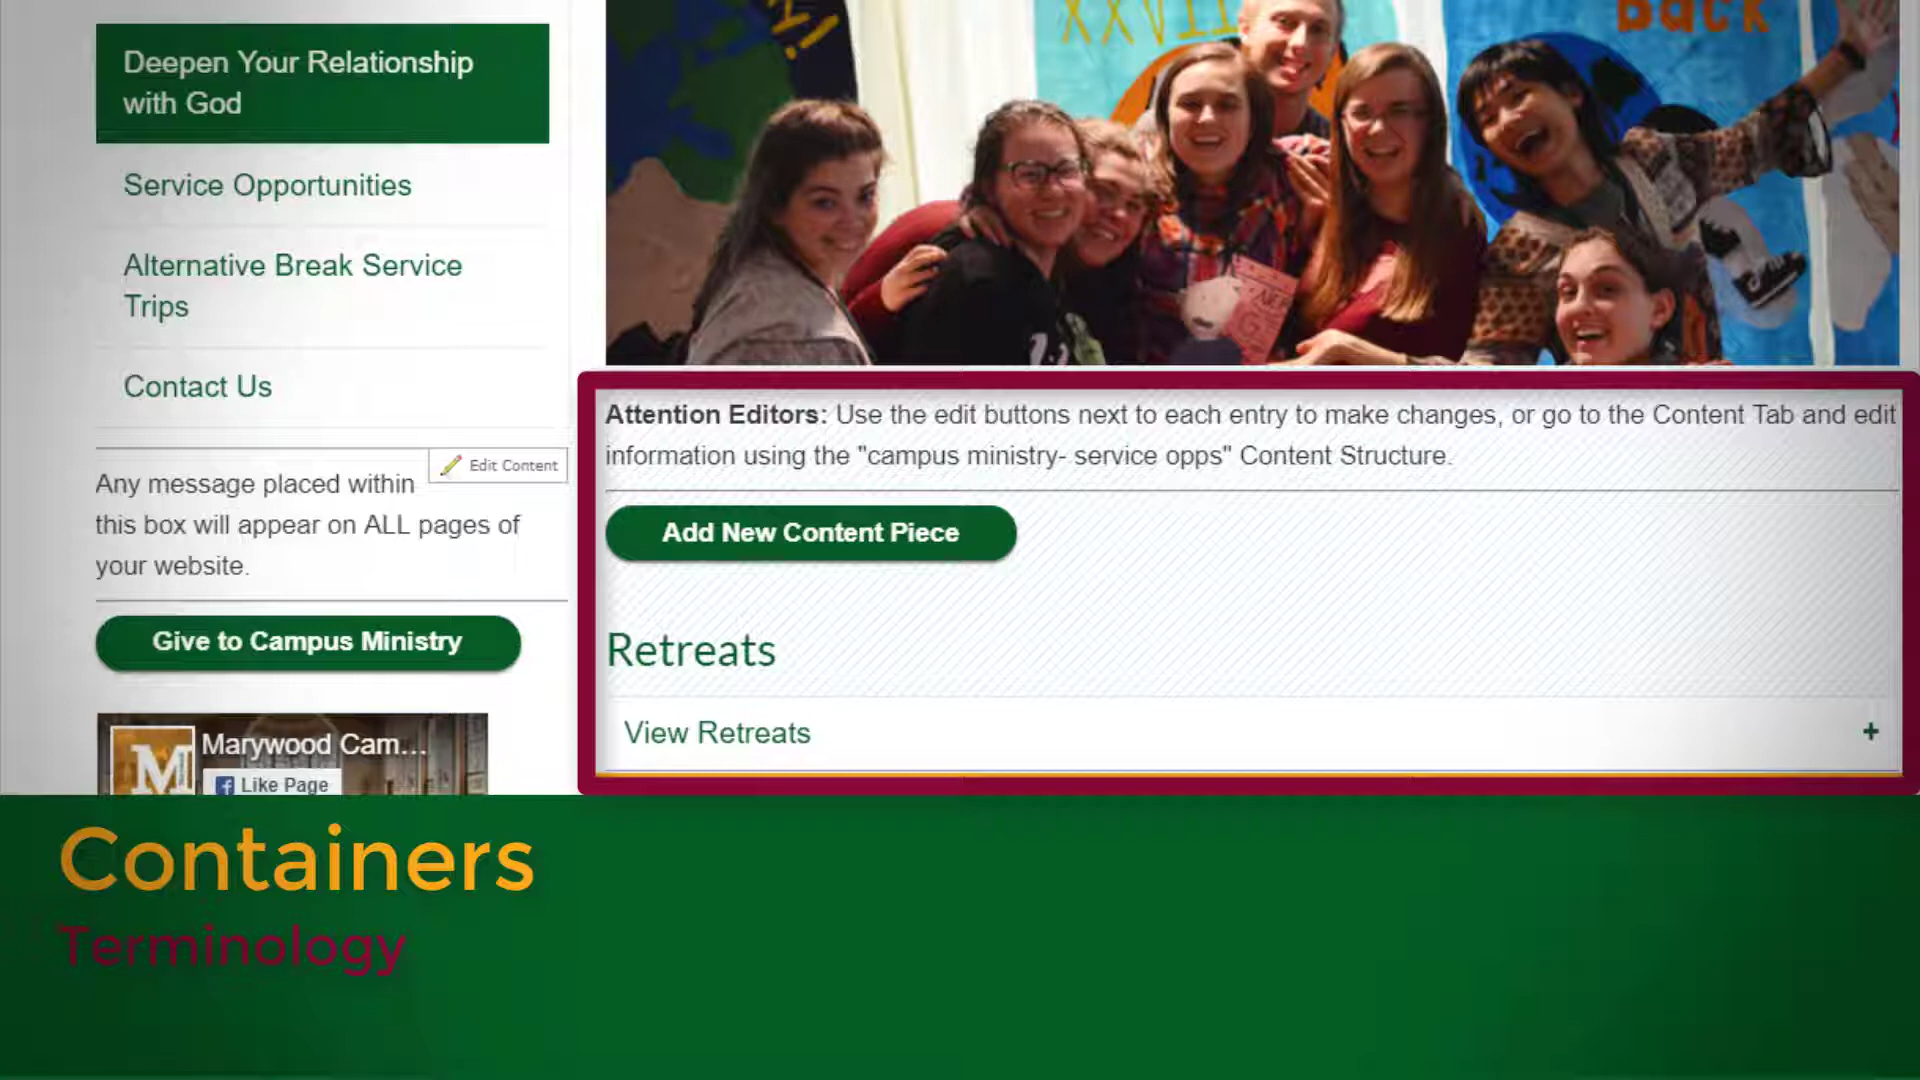 Deepen Your Relationship
with God
Service Opportunities
Alternative Break Service
Trips
Contact Us
Edit Content
Any message placed within
this box will appear on ALL pages of
your website.
Give to Campus Ministry
Marywood Cam...
Like Page
XXVII
Back
Attention Editors: Use the edit buttons next to each entry to make changes, or go to the Content Tab and edit
information using the "campus ministry- service opps" Content Structure.
Add New Content Piece
Retreats
View Retreats +
Containers
Terminology